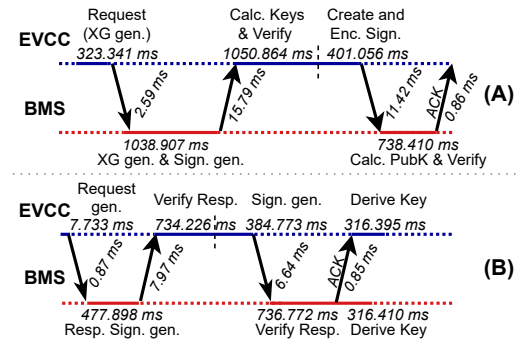 Request Calc. Keys Create and
(XG gen.) & Verify Enc. Sign.
EVCC 323.341 ms 1050.864 ms 401.056 ms
2.59 ms 15.79 ms 11.42 ms ACK 0.86 ms (A)
BMS
1038.907 ms 738.410 ms
XG gen. & Sign. gen. Calc. PubK & Verify
Request
gen. Verify Resp. Sign. gen. Derive Key
EVCC 7.733 ms 734.226 ms 384.773 ms 316.395 ms
0.87 ms 7.97 ms 6.64 ms ACK 0.85 ms (B)
BMS
477.898 ms 736.772 ms 316.410 ms
Resp. Sign. gen. Verify Resp. Derive Key